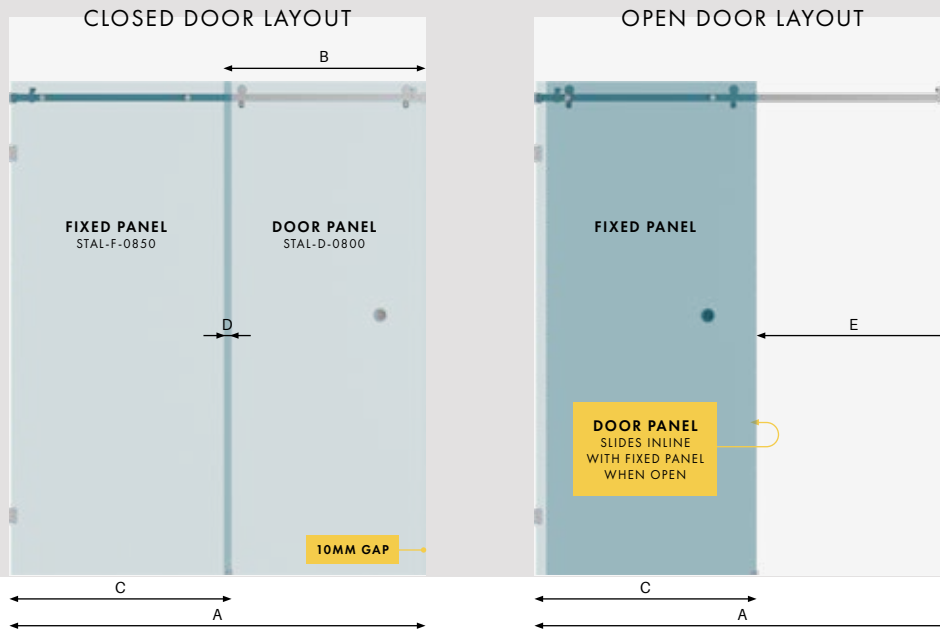 CLOSED DOOR LAYOUT
B
FIXED PANEL
STAL-F-0850
DOOR PANEL
STAL-D-0800
D
10MM GAP
C
A
OPEN DOOR LAYOUT
FIXED PANEL
E
DOOR PANEL
SLIDES INLINE
WITH FIXED PANEL
WHEN OPEN
C
A